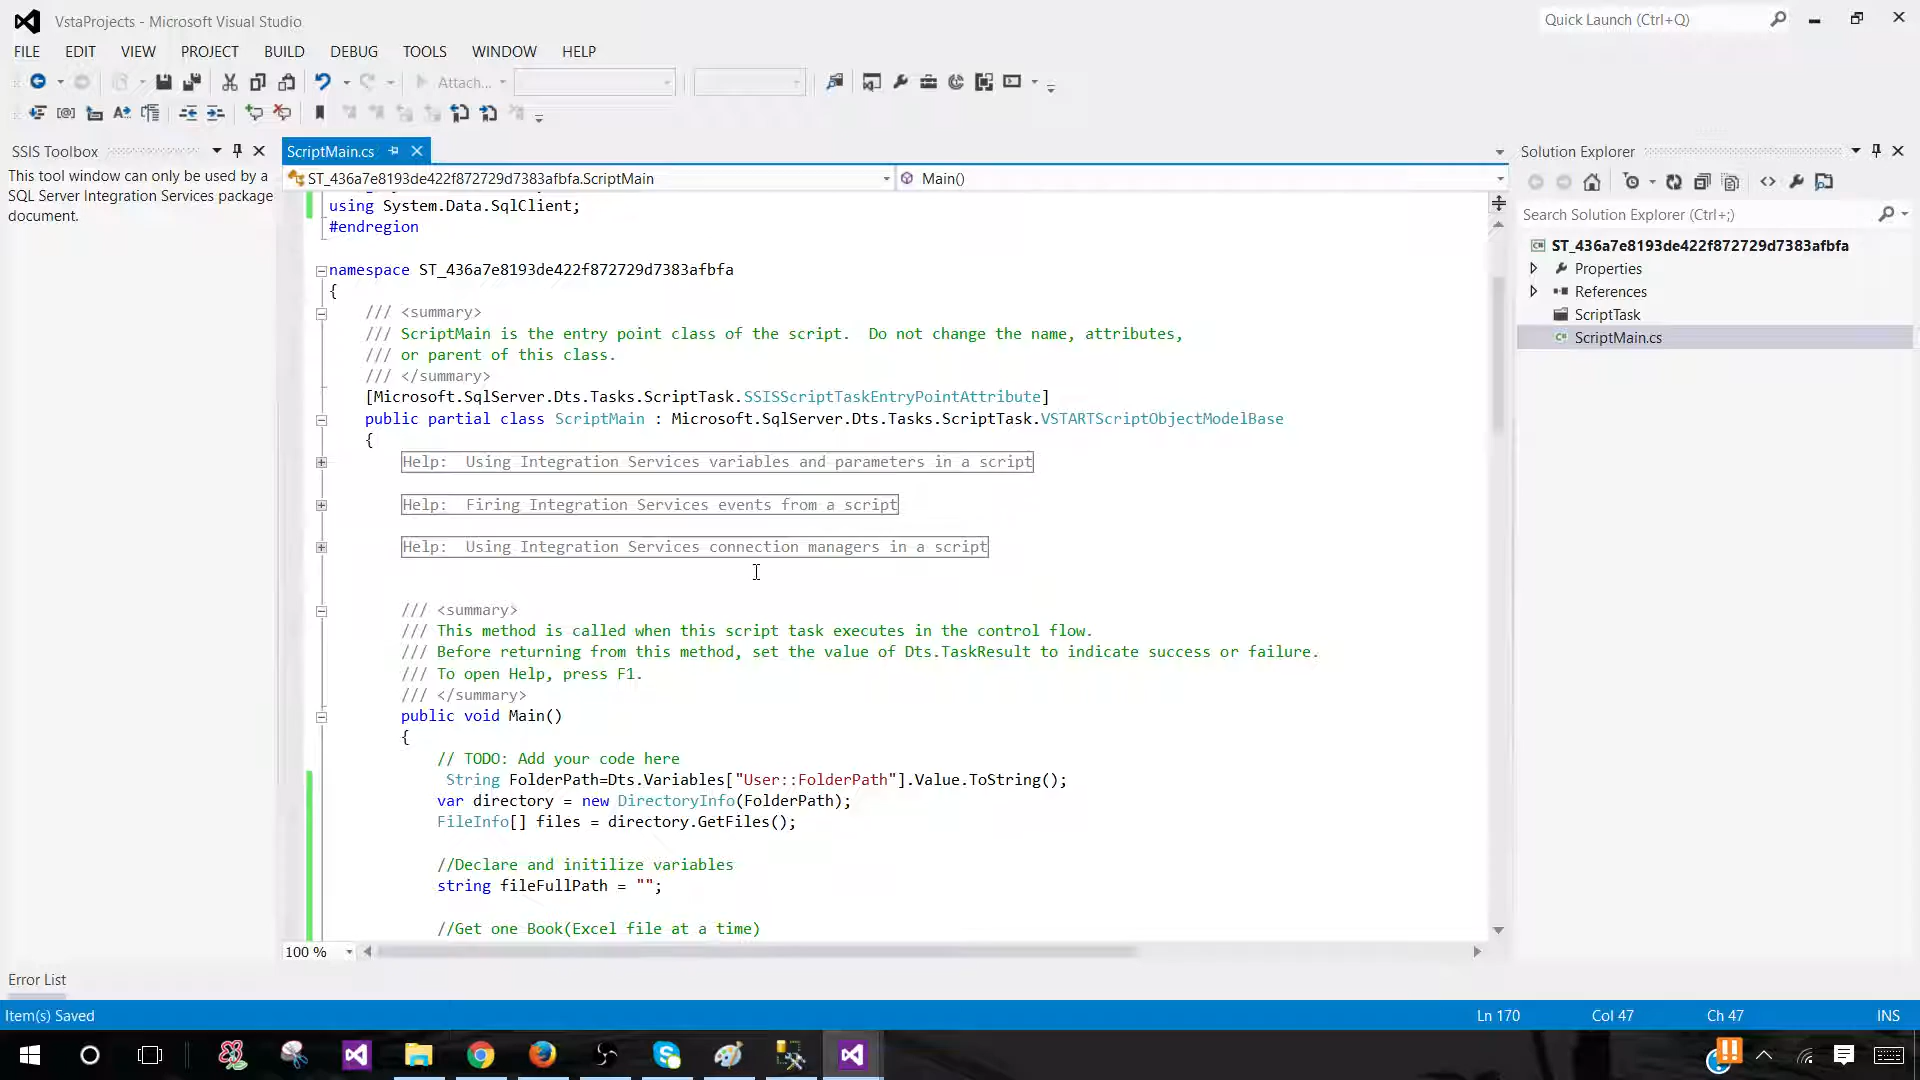 VstaProjects - Microsoft Visual Studio
Quick Launch (Ctrl+Q)
FILE EDIT VIEW PROJECT BUILD DEBUG TOOLS WINDOW HELP
Attach...
SSIS Toolbox
This tool window can only be used by a
SQL Server Integration Services package
document.
ScriptMain.cs
ST_436a7e8193de422f872729d7383afbfa.ScriptMain
Main()
using System.Data.SqlClient;
#endregion
namespace ST_436a7e8193de422f872729d7383afbfa
{
/// <summary>
/// ScriptMain is the entry point class of the script.  Do not change the name, attributes,
/// or parent of this class.
/// </summary>
[Microsoft.SqlServer.Dts.Tasks.ScriptTask.SSISScriptTaskEntryPointAttribute]
public partial class ScriptMain : Microsoft.SqlServer.Dts.Tasks.ScriptTask.VSTARTScriptObjectModelBase
{
Help:  Using Integration Services variables and parameters in a script
Help:  Firing Integration Services events from a script
Help:  Using Integration Services connection managers in a script
/// <summary>
/// This method is called when this script task executes in the control flow.
/// Before returning from this method, set the value of Dts.TaskResult to indicate success or failure.
/// To open Help, press F1.
/// </summary>
public void Main()
{
// TODO: Add your code here
String FolderPath=Dts.Variables["User::FolderPath"].Value.ToString();
var directory = new DirectoryInfo(FolderPath);
FileInfo[] files = directory.GetFiles();
//Declare and initilize variables
string fileFullPath = "";
//Get one Book(Excel file at a time)
100 %
Solution Explorer
Search Solution Explorer (Ctrl+;)
ST_436a7e8193de422f872729d7383afbfa
Properties
References
ScriptTask
ScriptMain.cs
Error List
Item(s) Saved
Ln 170 Col 47 Ch 47 INS